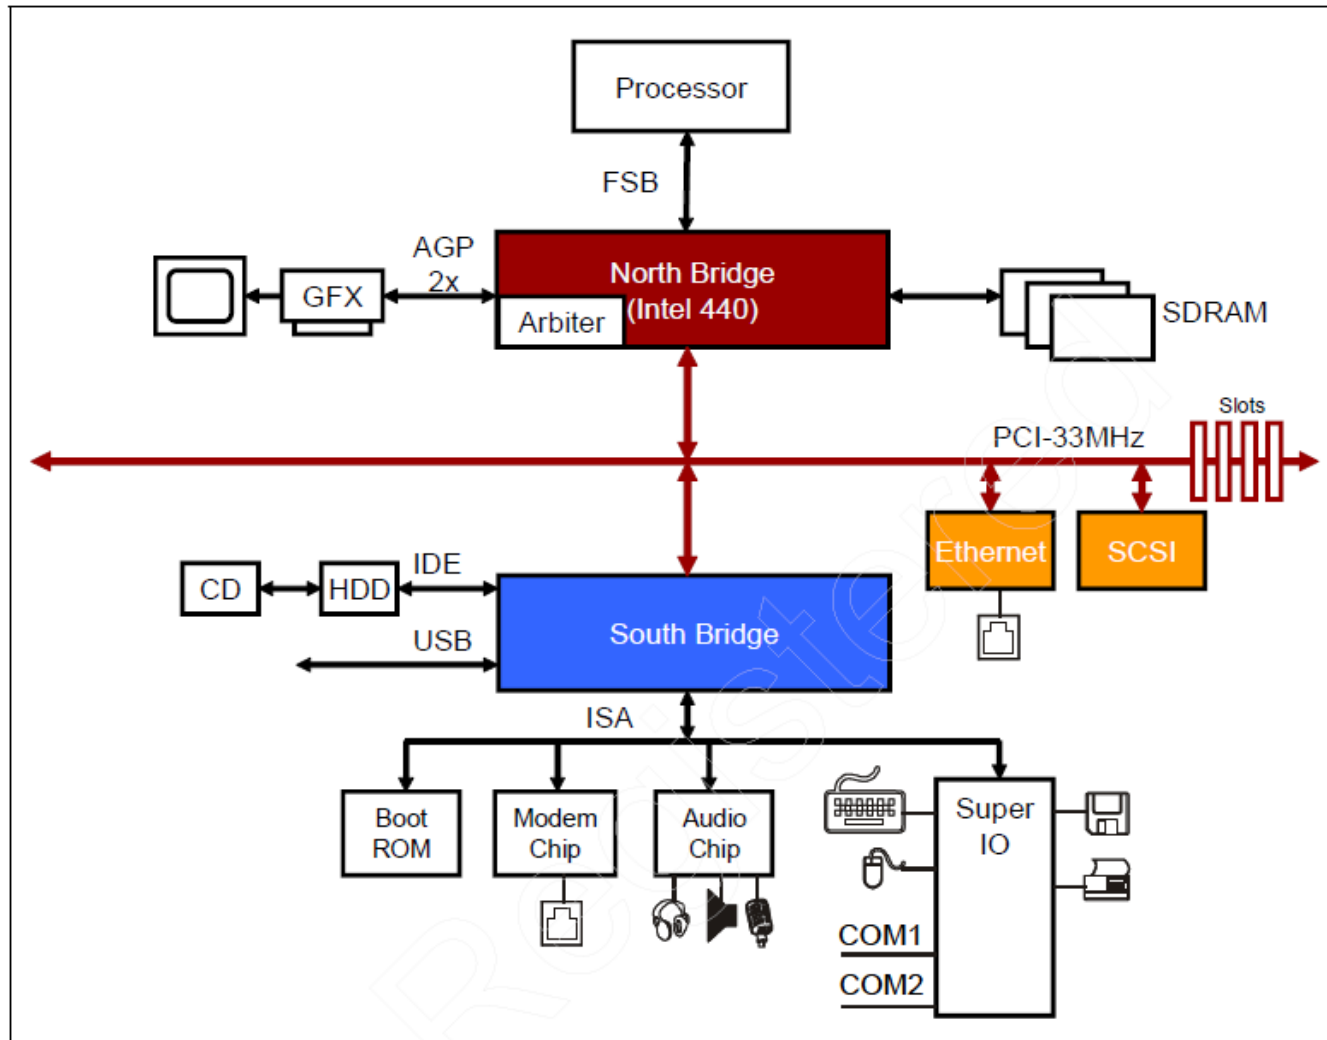 Processor
FSB
AGP
2x
North Bridge
(Intel 440)
GFX
Arbiter
SDRAM
Slots
PCI-33MHz
Ethernet
SCSI
IDE
CD
HDD
South Bridge
USB
ISA
Boot
ROM
Modem
Chip
Audio
Chip
Super
IO
COM1
COM2
Registered